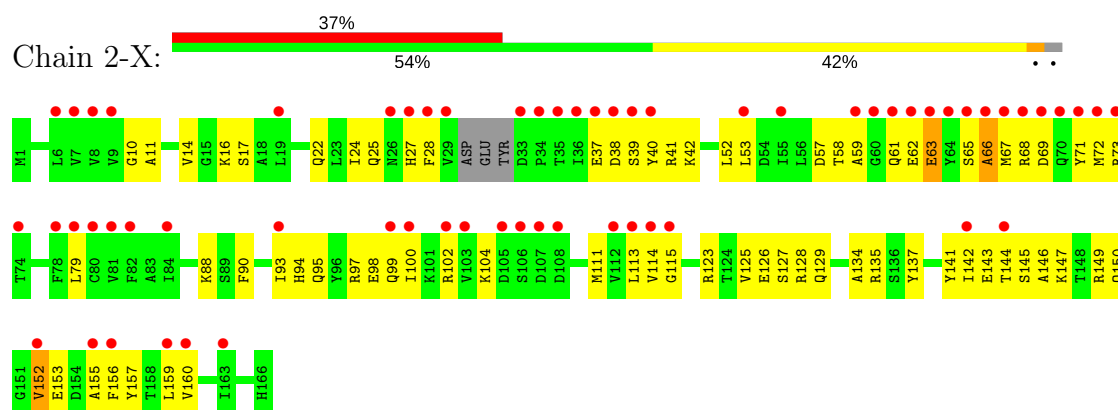 37%
Chain 2-X:
54% 42% • •
M1 L6 V7 V8 V9 G10 A11 V14 G15 K16 S17 A18 L19 Q22 L23 I24 Q25 N26 H27 F28 V29 ASP GLU TYR D33 P34 T35 I36 E37 D38 S39 Y40 R41 K42 L52 L53 D54 I55 L56 D57 T58 A59 G60 Q61 E62 E63 Y64 S65 A66 M67 R68 D69 Q70 Y71 M72 R73
T74 F78 L79 C80 V81 F82 A83 I84 K88 S89 F90 I93 H94 Q95 Y96 R97 E98 Q99 I100 K101 R102 V103 K104 D105 S106 D107 D108 M111 V112 L113 V114 G115 R123 T124 V125 E126 S127 R128 Q129 A134 R135 S136 Y137 Y141 I142 E143 T144 S145 A146 K147 T148 R149 Q150
G151 V152 E153 D154 A155 F156 Y157 T158 L159 V160 I163 H166